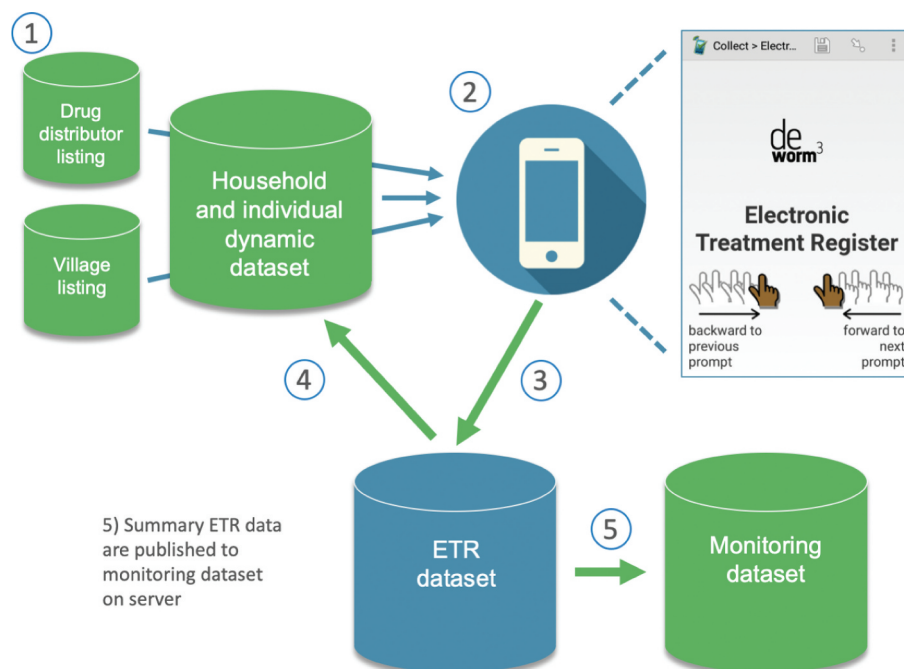 1
Drug
distributor
listing
Village
listing
Household
and individual
dynamic
dataset
2
Collect > Electr...
de
worm3
Electronic
Treatment Register
backward to
previous
prompt
forward to
next
prompt
4
3
5) Summary ETR data
are published to
monitoring dataset
on server
ETR
dataset
5
Monitoring
dataset